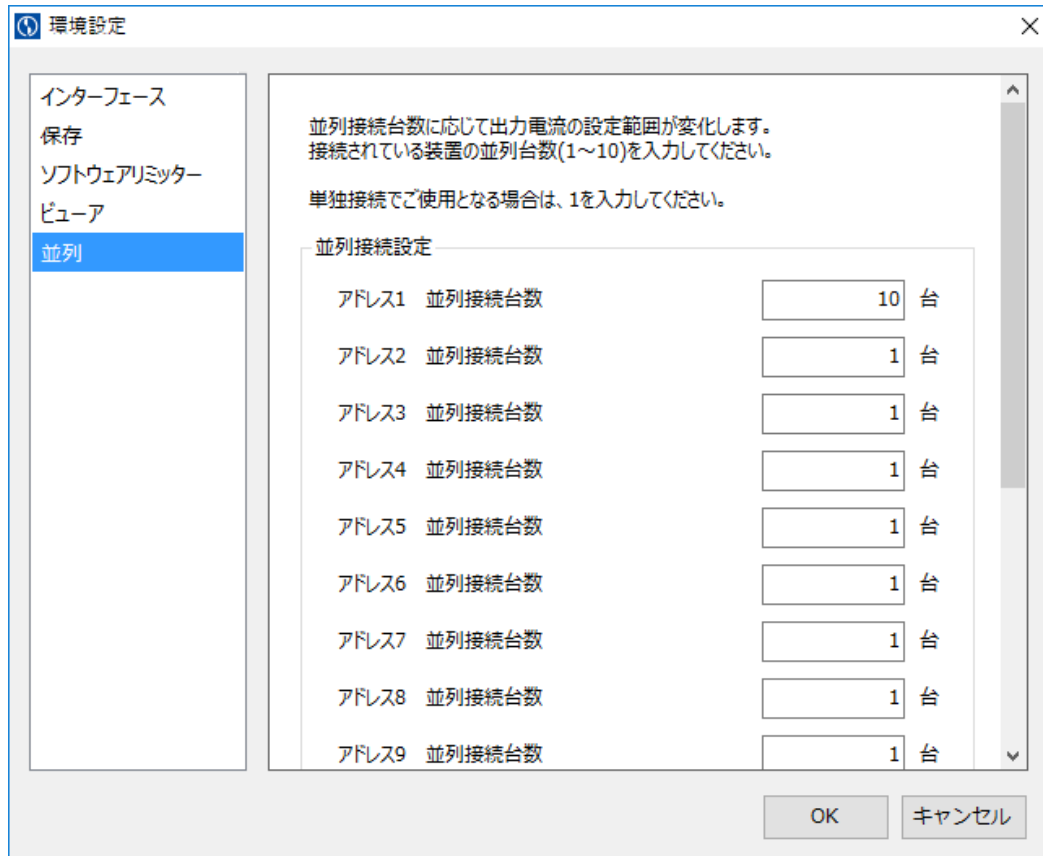 環境設定
インターフェース
保存
ソフトウェアリミッター
ビューア
並列
並列接続台数に応じて出力電流の設定範囲が変化します。
接続されている装置の並列台数(1～10)を入力してください。
単独接続でご使用となる場合は、1を入力してください。
並列接続設定
アドレス1 並列接続台数 10 台
アドレス2 並列接続台数 1 台
アドレス3 並列接続台数 1 台
アドレス4 並列接続台数 1 台
アドレス5 並列接続台数 1 台
アドレス6 並列接続台数 1 台
アドレス7 並列接続台数 1 台
アドレス8 並列接続台数 1 台
アドレス9 並列接続台数 1 台
OK キャンセル